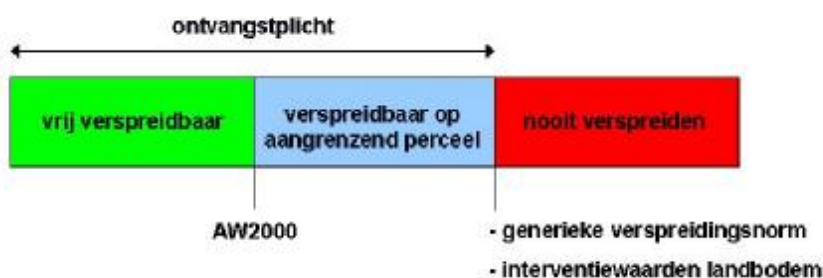 ontvangstplicht
vrij verspreidbaar
verspreidbaar op
aangrenzend perceel
nooit verspreiden
AW2000
- generieke verspreidingsnorm
- interventiewaarden landbodem